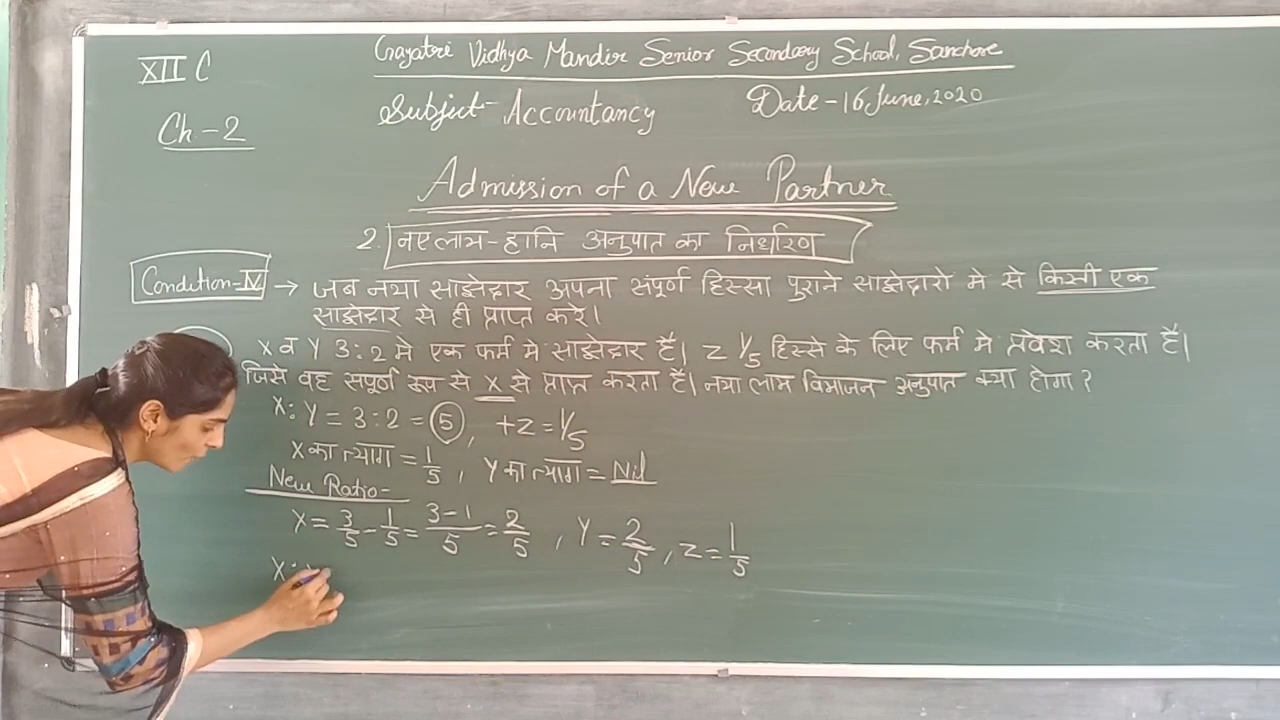 XII C
Gayatri Vidhya Mandir Senior Secondary School, Sanchore
Ch-2
Subject-Accountancy
Date-16,June,2020
Admission of a New Partner
2. नए लाभ-हानि अनुपात का निर्धारण
Condition-IV → जब नया साझेदार अपना संपूर्ण हिस्सा पुराने साझेदारो मे से किसी एक
साझेदार से ही प्राप्त करे।
X व Y 3:2 मे एक फर्म मे साझेदार है। Z 1/5 हिस्से के लिए फर्म मे प्रवेश करता है।
जिसे वह संपूर्ण रूप से X से प्राप्त करता है। नया लाभ विभाजन अनुपात क्या होगा?
X:Y = 3:2 = 5, +Z = 1/5
X का त्याग = 1/5, Y का त्याग = Nil
New Ratio-
X = 3/5 - 1/5 = 3-1/5 = 2/5, Y = 2/5, Z = 1/5
X: